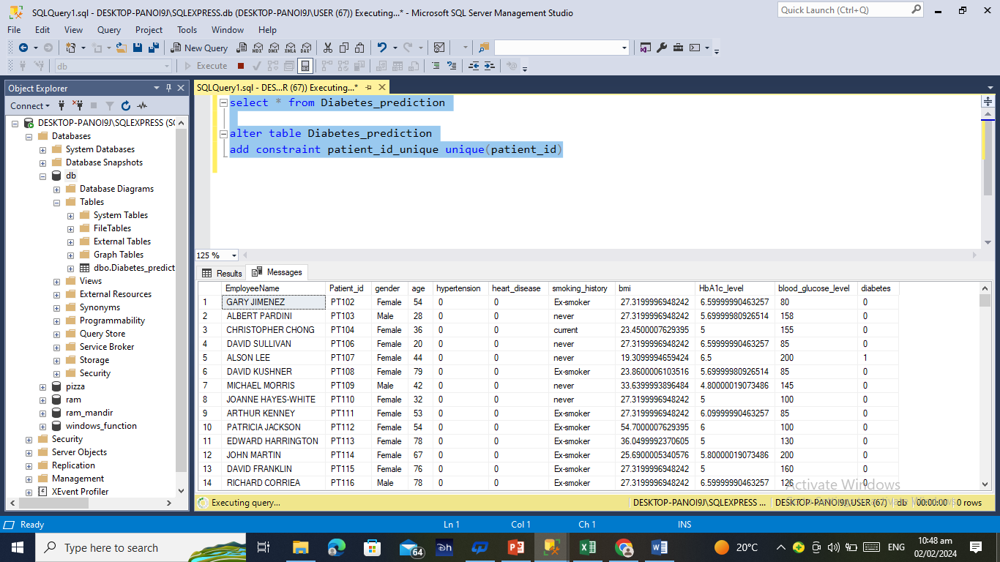 SQLQuery1.sql - DESKTOP-PANOI9J\SQLEXPRESS.db (DESKTOP-PANOI9J\USER (67)) Executing...* - Microsoft SQL Server Management Studio
Quick Launch (Ctrl+Q)
File Edit View Query Project Tools Window Help
New Query MDX DMX XMLA DAX
db Execute
Object Explorer
Connect
DESKTOP-PANOI9J\SQLEXPRESS (SC
Databases
System Databases
Database Snapshots
db
Database Diagrams
Tables
System Tables
FileTables
External Tables
Graph Tables
dbo.Diabetes_predict
Views
External Resources
Synonyms
Programmability
Query Store
Service Broker
Storage
Security
pizza
ram
ram_mandir
windows_function
Security
Server Objects
Replication
Management
XEvent Profiler
SQLQuery1.sql - DES...R (67)) Executing...*
select * from Diabetes_prediction
alter table Diabetes_prediction
add constraint patient_id_unique unique(patient_id)
125 %
Results Messages
EmployeeName Patient_id gender age hypertension heart_disease smoking_history bmi HbA1c_level blood_glucose_level diabetes
1 GARY JIMENEZ PT102 Female 54 0 0 Ex-smoker 27.3199996948242 6.59999990463257 80 0
2 ALBERT PARDINI PT103 Male 28 0 0 never 27.3199996948242 5.69999980926514 158 0
3 CHRISTOPHER CHONG PT104 Female 36 0 0 current 23.4500007629395 5 155 0
4 DAVID SULLIVAN PT106 Female 20 0 0 never 27.3199996948242 6.59999990463257 85 0
5 ALSON LEE PT107 Female 44 0 0 never 19.3099994659424 6.5 200 1
6 DAVID KUSHNER PT108 Female 79 0 0 Ex-smoker 23.8600006103516 5.69999980926514 85 0
7 MICHAEL MORRIS PT109 Male 42 0 0 never 33.6399993896484 4.80000019073486 145 0
8 JOANNE HAYES-WHITE PT110 Female 32 0 0 never 27.3199996948242 5 100 0
9 ARTHUR KENNEY PT111 Female 53 0 0 Ex-smoker 27.3199996948242 6.09999990463257 85 0
10 PATRICIA JACKSON PT112 Female 54 0 0 Ex-smoker 54.7000007629395 6 100 0
11 EDWARD HARRINGTON PT113 Female 78 0 0 Ex-smoker 36.0499992370605 5 130 0
12 JOHN MARTIN PT114 Female 67 0 0 Ex-smoker 25.6900005340576 5.80000019073486 200 0
13 DAVID FRANKLIN PT115 Female 76 0 0 Ex-smoker 27.3199996948242 5 160 0
14 RICHARD CORRIEA PT116 Male 78 0 0 Ex-smoker 27.3199996948242 6.59999990463257 126 0
Activate Windows
Go to Settings to activate Windows.
Executing query... DESKTOP-PANOI9J\SQLEXPRESS ... DESKTOP-PANOI9J\USER (67) db 00:00:00 0 rows
Ready Ln 1 Col 1 Ch 1 INS
Type here to search 64 20°C ENG 10:48 am
02/02/2024